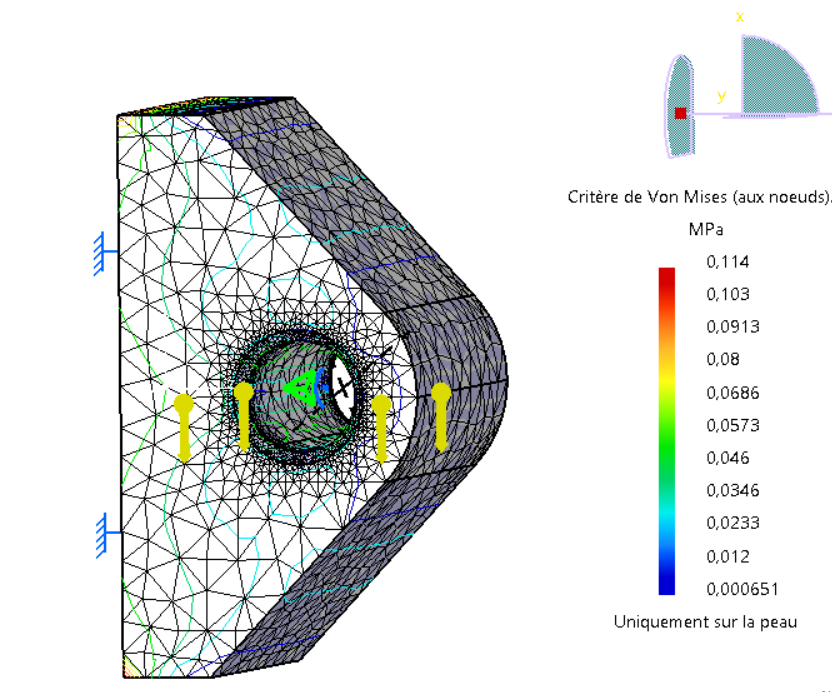 x
y
Critère de Von Mises (aux noeuds).
MPa
0,114
0,103
0,0913
0,08
0,0686
0,0573
0,046
0,0346
0,0233
0,012
0,000651
Uniquement sur la peau